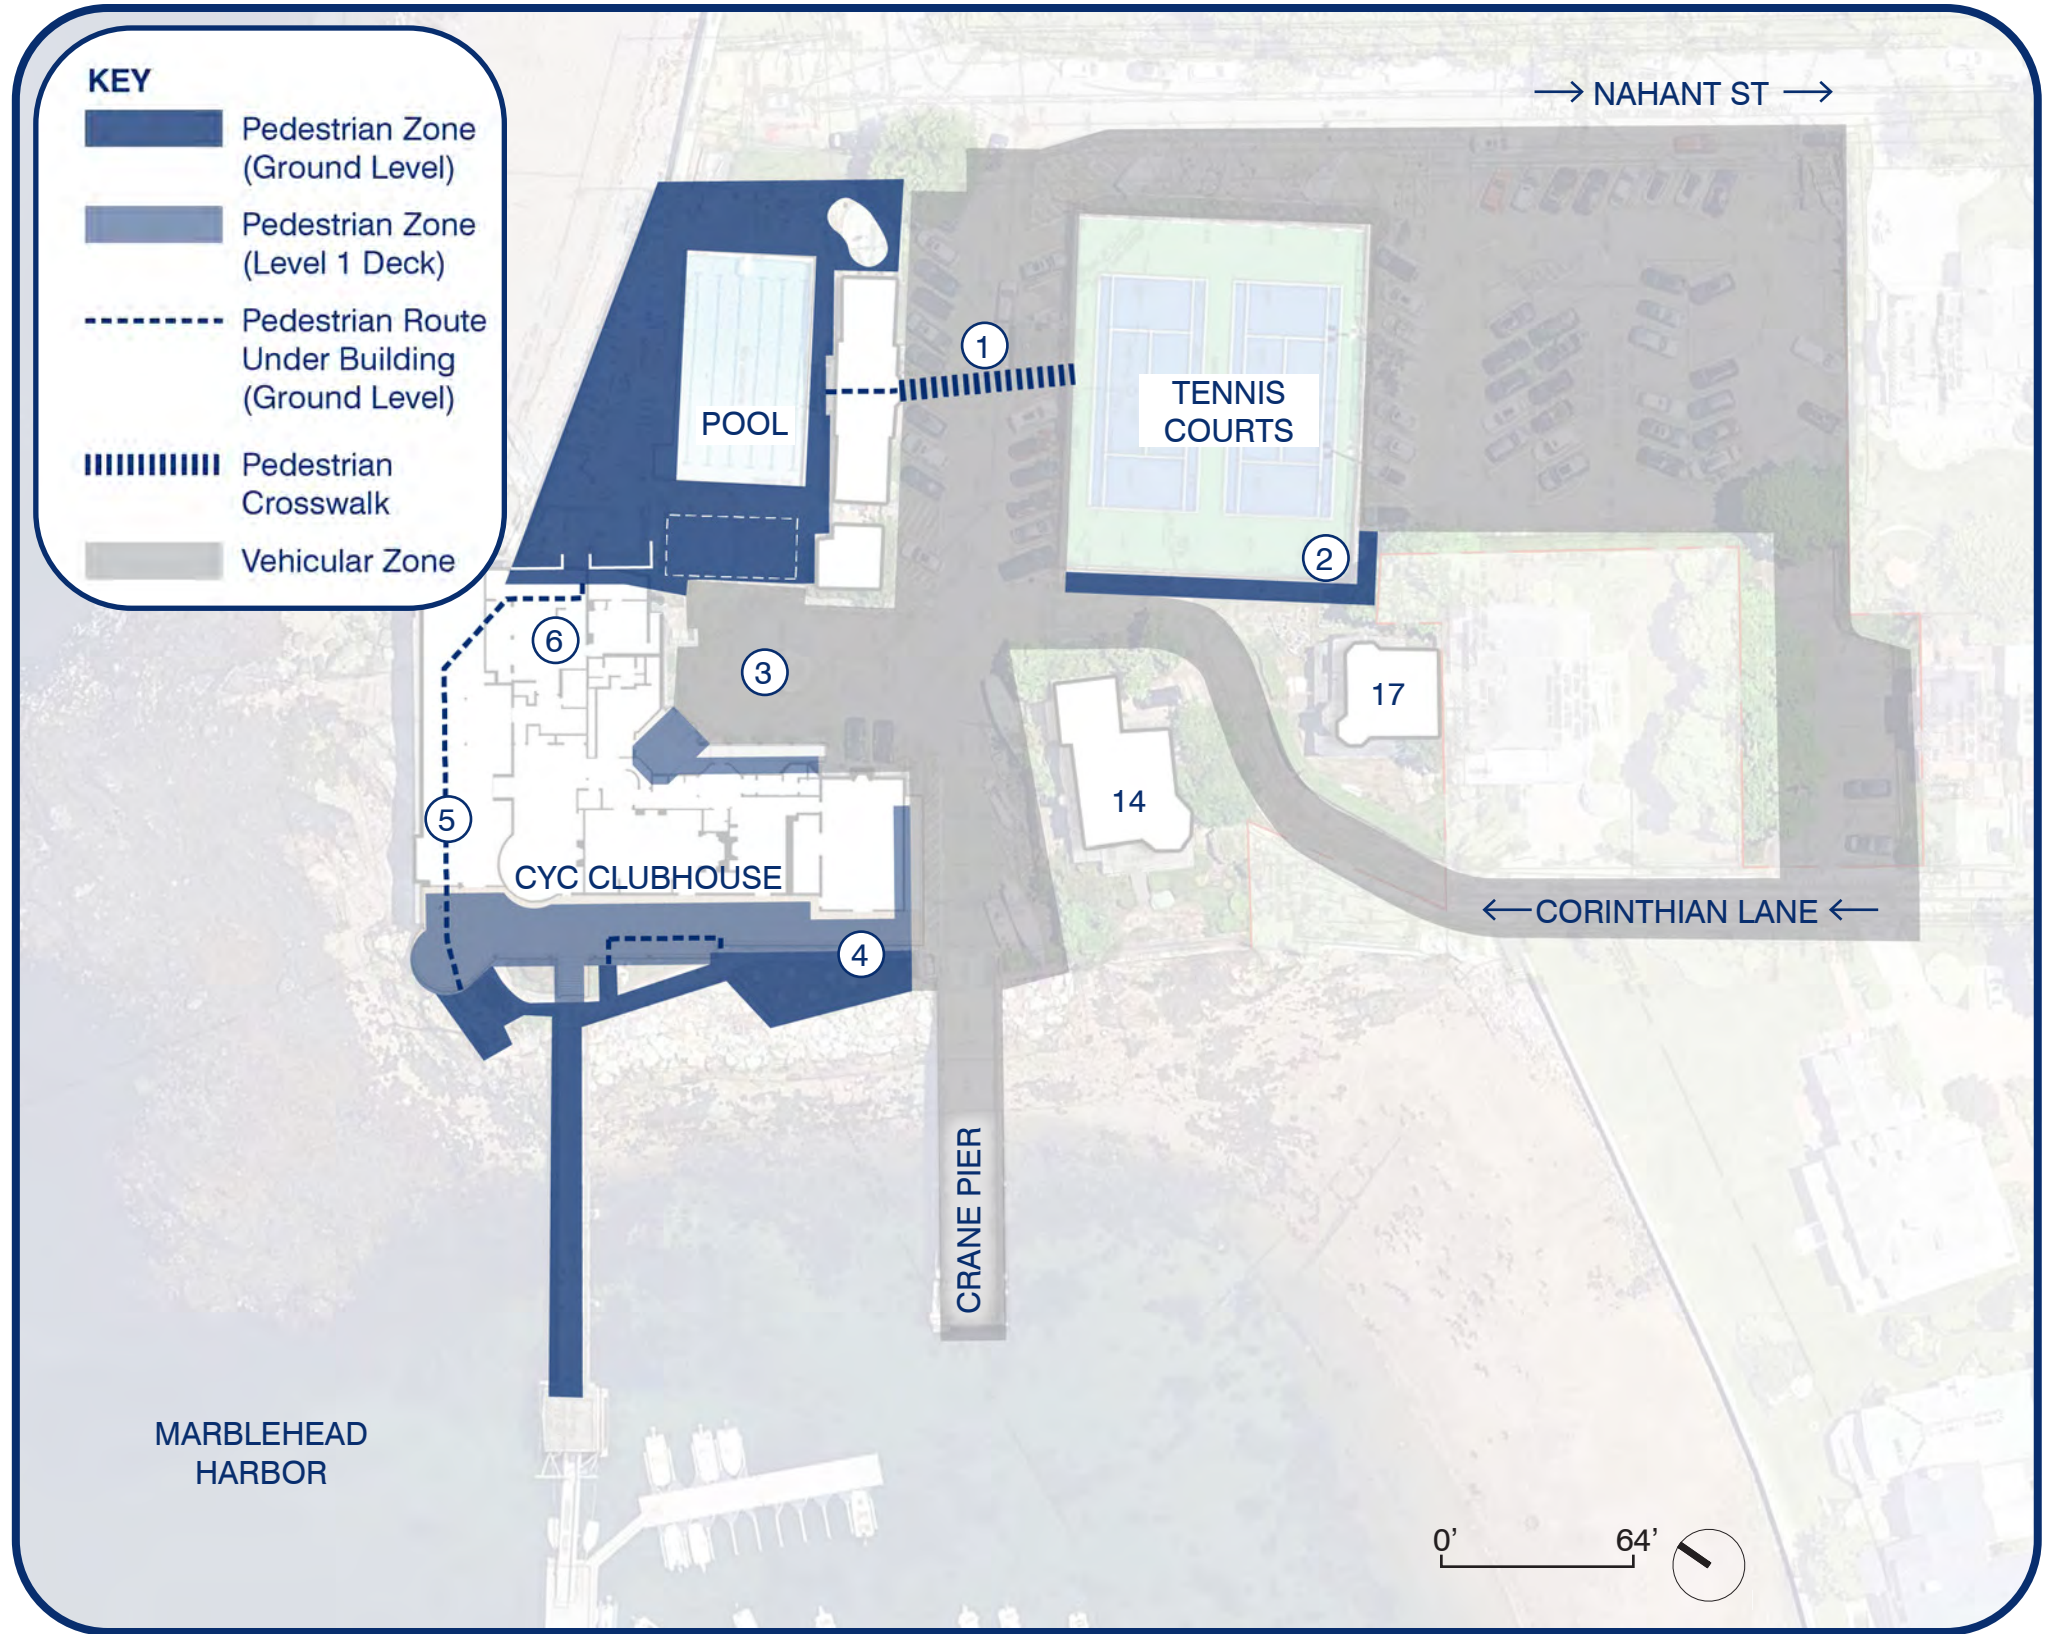 KEY
Pedestrian Zone
(Ground Level)
Pedestrian Zone
(Level 1 Deck)
Pedestrian Route
Under Building
(Ground Level)
Pedestrian
Crosswalk
Vehicular Zone
→ NAHANT ST →
1
POOL
TENNIS
COURTS
2
6
3
17
14
5
CYC CLUBHOUSE
← CORINTHIAN LANE ←
4
CRANE PIER
MARBLEHEAD
HARBOR
0’ 64’